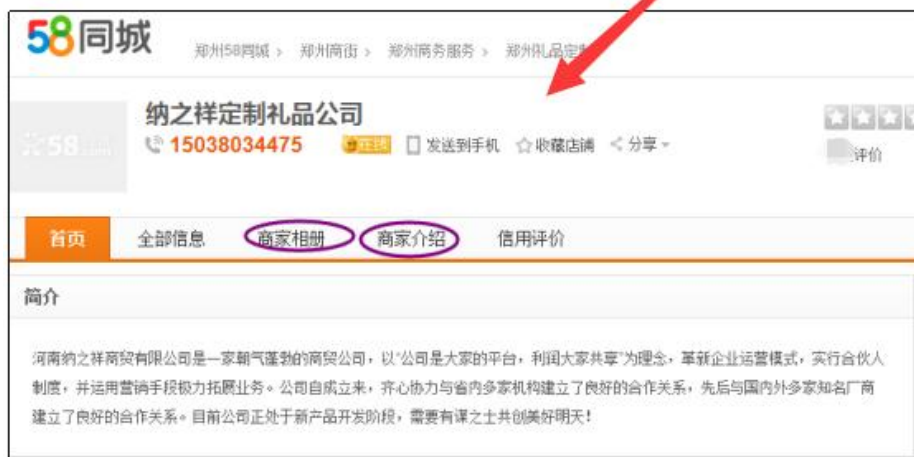 58同城
郑州58同城 > 郑州商街 > 郑州商务服务 > 郑州礼品定制
纳之祥定制礼品公司
15038034475 在线 发送到手机 收藏店铺 分享
评价
首页 全部信息 商家相册 商家介绍 信用评价
简介
河南纳之祥商贸有限公司是一家朝气蓬勃的商贸公司，以“公司是大家的平台，利润大家共享”为理念，革新企业运营模式，实行合伙人
制度，并运用营销手段极力拓展业务。公司自成立来，齐心协力与省内多家机构建立了良好的合作关系，先后与国内外多家知名厂商
建立了良好的合作关系。目前公司正处于新产品开发阶段，需要有谋之士共创美好明天！